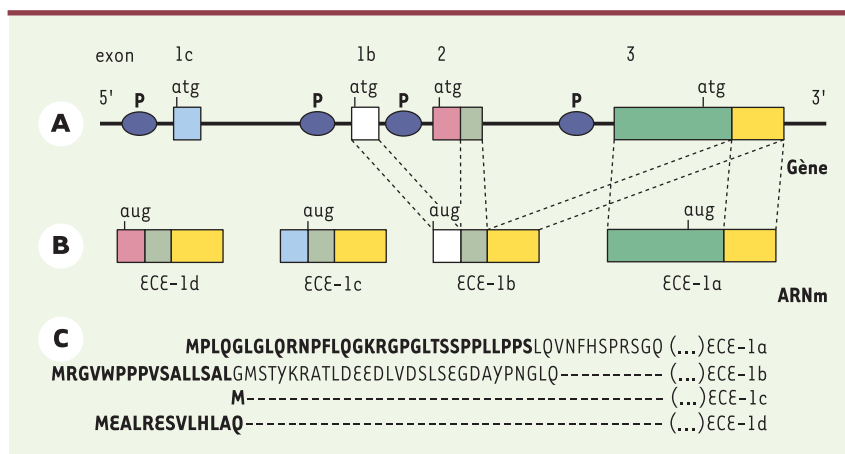 exon 1c 1b 2 3
atg atg atg atg
5' P P P P 3'
A
Gène
aug aug aug aug
B
ECE-1d ECE-1c ECE-1b ECE-1a
ARNm
C
MPLQGLGLQRNPFLQGKRGPGLTSSPPLLPPSLQVNFHSPRSGQ (...) ECE-1a
MRGVWPPPVSALLSALGMSTYKRATLDEEDLVDSLSEGDAYPNGLQ----------- (...) ECE-1b
M---------------------------------------------- (...) ECE-1c
MEALRESVLHLAQ--------------------------------------------- (...) ECE-1d